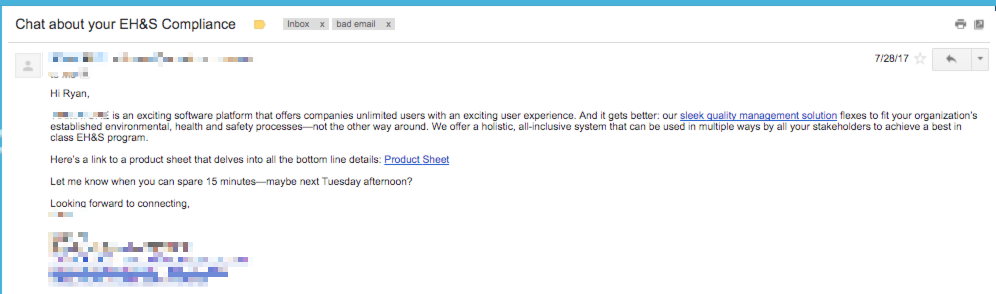 Chat about your EH&S Compliance
Inbox x
bad email x
7/28/17
Hi Ryan,
is an exciting software platform that offers companies unlimited users with an exciting user experience. And it gets better: our sleek quality management solution flexes to fit your organization's
established environmental, health and safety processes—not the other way around. We offer a holistic, all-inclusive system that can be used in multiple ways by all your stakeholders to achieve a best in
class EH&S program.
Here's a link to a product sheet that delves into all the bottom line details: Product Sheet
Let me know when you can spare 15 minutes—maybe next Tuesday afternoon?
Looking forward to connecting,